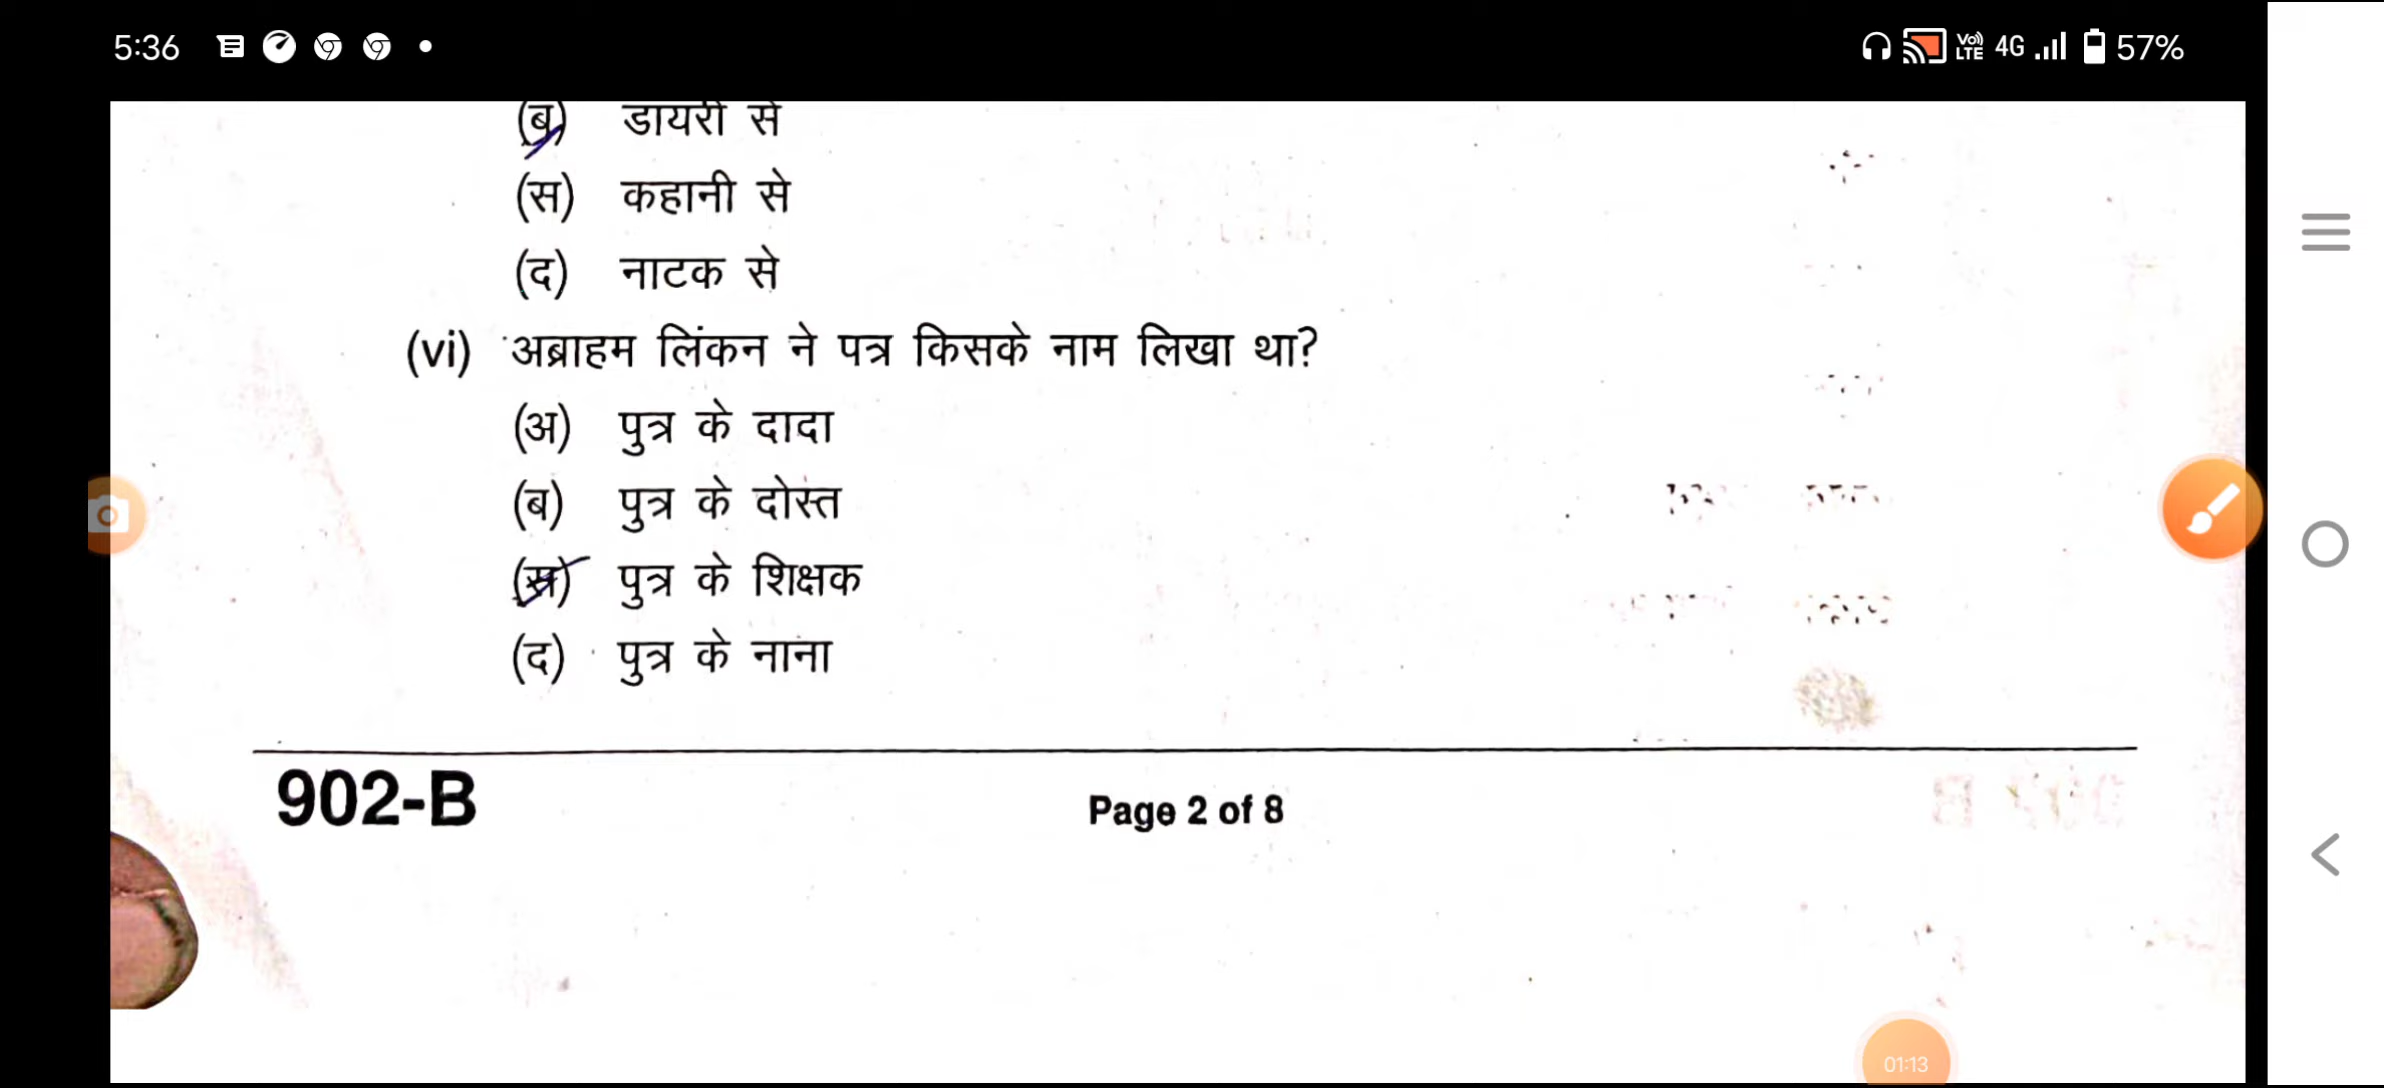 5:36 4G 57%
(ब) डायरी से
(स) कहानी से
(द) नाटक से
(vi) अब्राहम लिंकन ने पत्र किसके नाम लिखा था?
(अ) पुत्र के दादा
(ब) पुत्र के दोस्त
(स) पुत्र के शिक्षक
(द) पुत्र के नाना
902-B Page 2 of 8
01:13